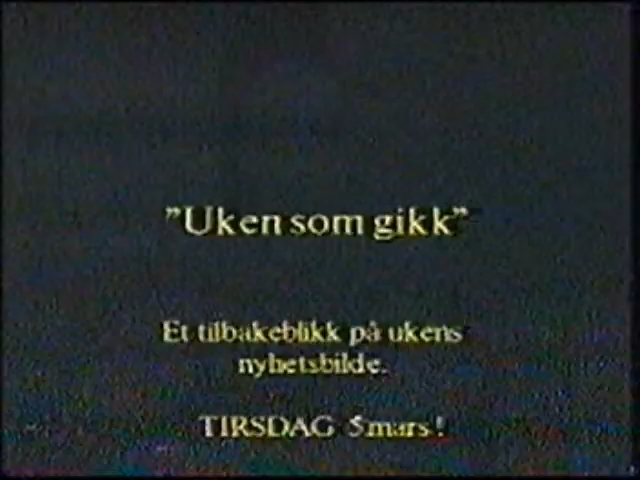 "Uken som gikk"
Et tilbakeblikk på ukens
nyhetsbilde.
TIRSDAG 5.mars!